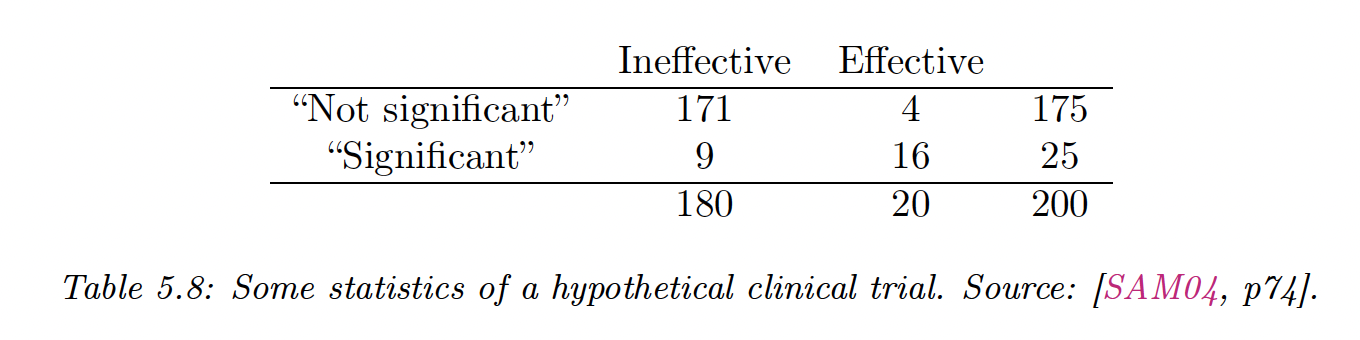 Ineffective Effective
“Not significant” 171 4 175
“Significant” 9 16 25
180 20 200
Table 5.8: Some statistics of a hypothetical clinical trial. Source: [SAM04, p74].